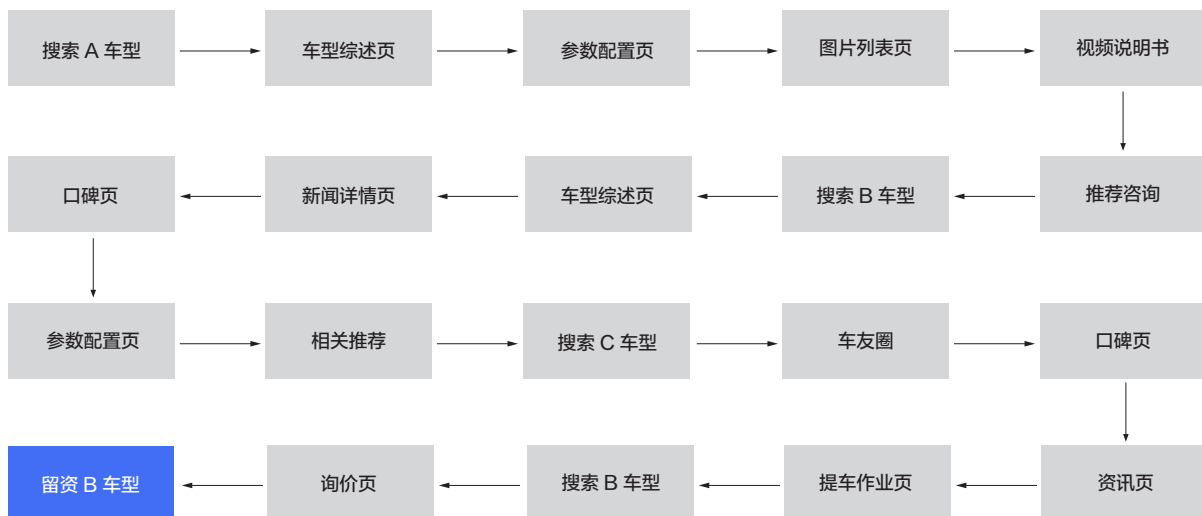 搜索 A 车型
车型综述页
参数配置页
图片列表页
视频说明书
推荐咨询
搜索 B 车型
车型综述页
新闻详情页
口碑页
参数配置页
相关推荐
搜索 C 车型
车友圈
口碑页
资讯页
提车作业页
搜索 B 车型
询价页
留资 B 车型